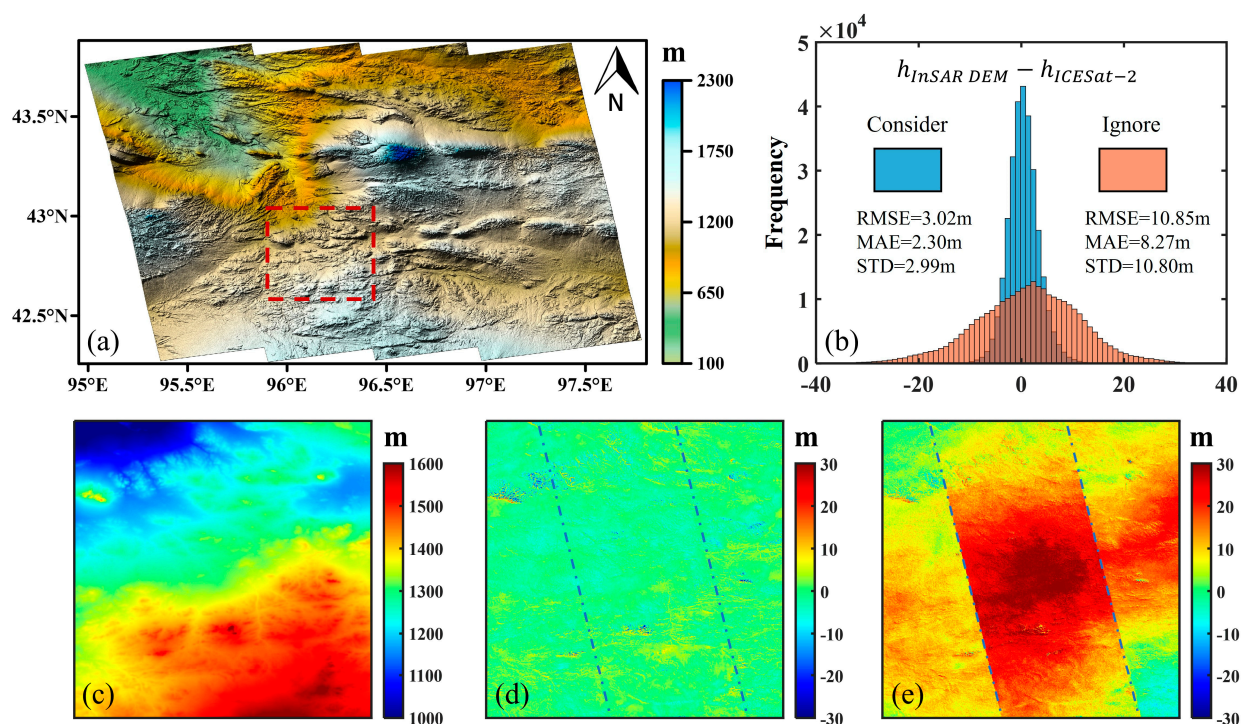 m
2300
1750
1200
650
100
N
43.5°N
43°N
42.5°N
95°E
95.5°E
96°E
96.5°E
97°E
97.5°E
(a)
×10⁴
5
4
3
2
1
0
Frequency
h_InSAR DEM − h_ICESat−2
Consider
Ignore
RMSE=3.02m
MAE=2.30m
STD=2.99m
RMSE=10.85m
MAE=8.27m
STD=10.80m
(b)
-40
-20
0
20
40
(c)
m
1600
1500
1400
1300
1200
1100
1000
(d)
m
30
20
10
0
-10
-20
-30
(e)
m
30
20
10
0
-10
-20
-30